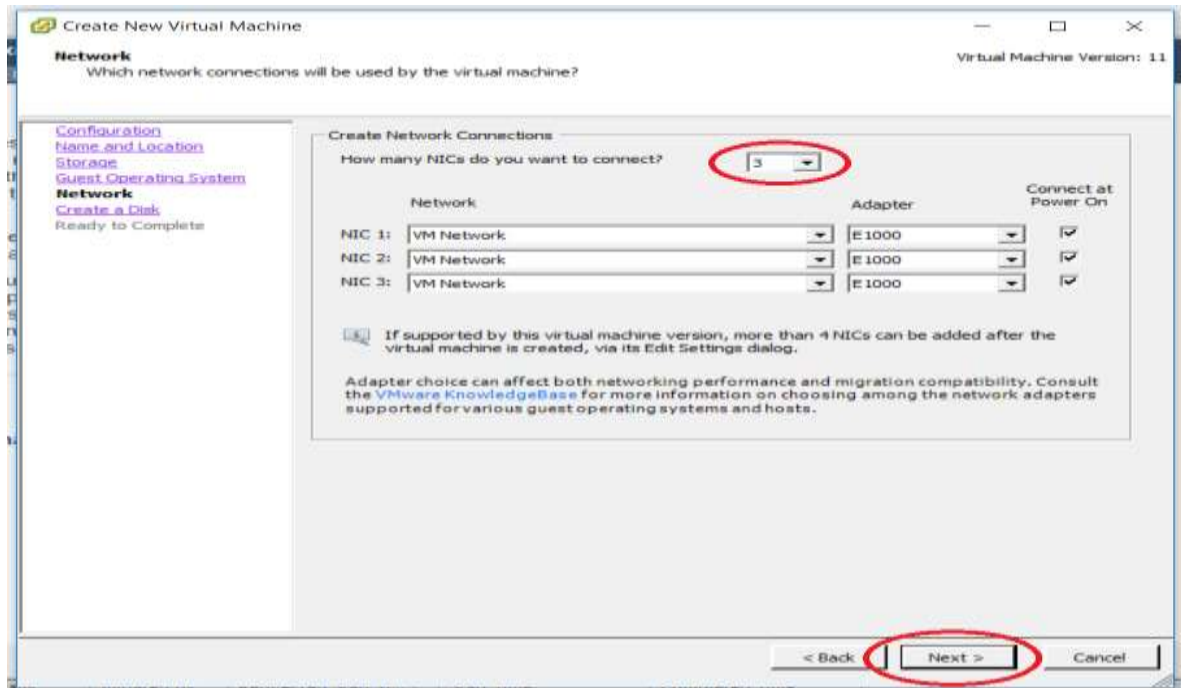 Create New Virtual Machine
Network
Which network connections will be used by the virtual machine?
Virtual Machine Version: 11
Configuration
Name and Location
Storage
Guest Operating System
Network
Create a Disk
Ready to Complete
Create Network Connections
How many NICs do you want to connect?
3
Network
Adapter
Connect at
Power On
NIC 1: VM Network E1000
NIC 2: VM Network E1000
NIC 3: VM Network E1000
If supported by this virtual machine version, more than 4 NICs can be added after the
virtual machine is created, via its Edit Settings dialog.
Adapter choice can affect both networking performance and migration compatibility. Consult
the VMware KnowledgeBase for more information on choosing among the network adapters
supported for various guest operating systems and hosts.
< Back Next > Cancel